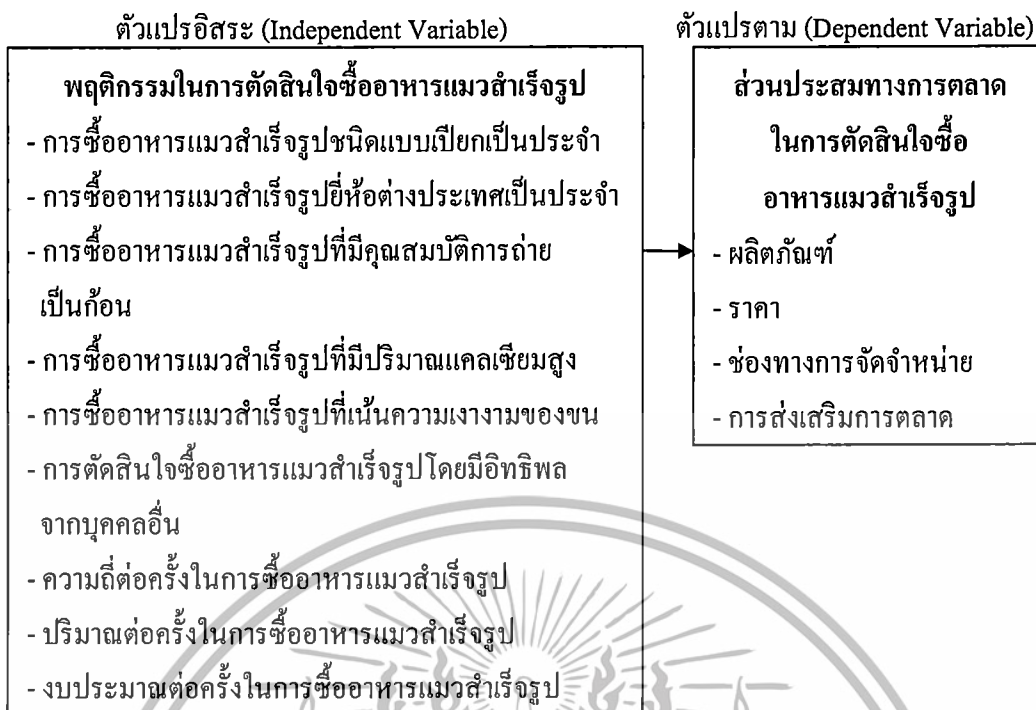 ตัวแปรอิสระ (Independent Variable)
พฤติกรรมในการตัดสินใจซื้ออาหารแมวสำเร็จรูป
- การซื้ออาหารแมวสำเร็จรูปชนิดแบบเปียกเป็นประจำ
- การซื้ออาหารแมวสำเร็จรูปยี่ห้อต่างประเทศเป็นประจำ
- การซื้ออาหารแมวสำเร็จรูปที่มีคุณสมบัติการถ่าย
เป็นก้อน
- การซื้ออาหารแมวสำเร็จรูปที่มีปริมาณแคลเซียมสูง
- การซื้ออาหารแมวสำเร็จรูปที่เน้นความเงางามของขน
- การตัดสินใจซื้ออาหารแมวสำเร็จรูปโดยมีอิทธิพล
จากบุคคลอื่น
- ความถี่ต่อครั้งในการซื้ออาหารแมวสำเร็จรูป
- ปริมาณต่อครั้งในการซื้ออาหารแมวสำเร็จรูป
- งบประมาณต่อครั้งในการซื้ออาหารแมวสำเร็จรูป
ตัวแปรตาม (Dependent Variable)
ส่วนประสมทางการตลาด
ในการตัดสินใจซื้อ
อาหารแมวสำเร็จรูป
- ผลิตภัณฑ์
- ราคา
- ช่องทางการจัดจำหน่าย
- การส่งเสริมการตลาด